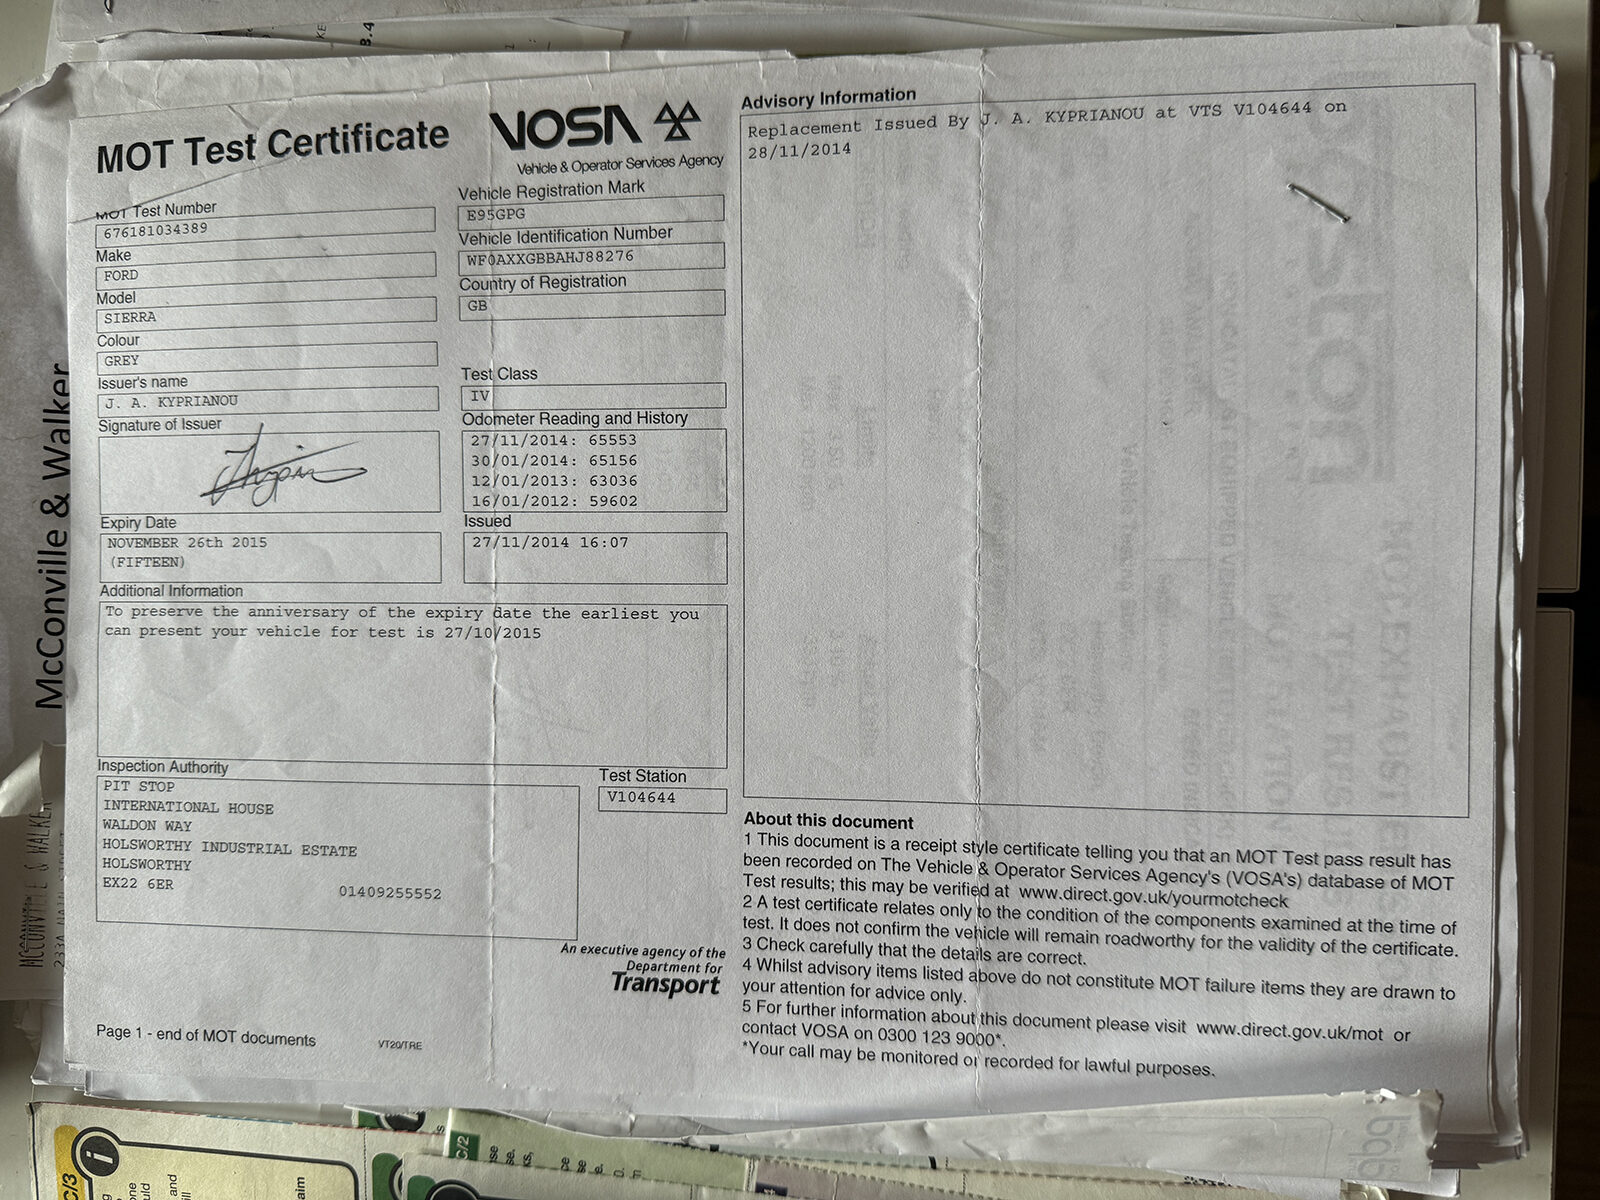 MOT Test Certificate
VOSA
Vehicle & Operator Services Agency
MOT Test Number
676181034389
Make
FORD
Model
SIERRA
Colour
GREY
Issuer's name
J. A. KYPRIANOU
Signature of Issuer
Expiry Date
NOVEMBER 26th 2015
(FIFTEEN)
Vehicle Registration Mark
E95GPG
Vehicle Identification Number
WF0AXXGBBAHJ88276
Country of Registration
GB
Test Class
IV
Odometer Reading and History
27/11/2014: 65553
30/01/2014: 65156
12/01/2013: 63036
16/01/2012: 59602
Issued
27/11/2014 16:07
Additional Information
To preserve the anniversary of the expiry date the earliest you
can present your vehicle for test is 27/10/2015
Inspection Authority
PIT STOP
INTERNATIONAL HOUSE
WALDON WAY
HOLSWORTHY INDUSTRIAL ESTATE
HOLSWORTHY
EX22 6ER 01409255552
Test Station
V104644
An executive agency of the
Department for
Transport
Page 1 - end of MOT documents
VT20/TRE
Advisory Information
Replacement Issued By J. A. KYPRIANOU at VTS V104644 on
28/11/2014
About this document
1 This document is a receipt style certificate telling you that an MOT Test pass result has
been recorded on The Vehicle & Operator Services Agency's (VOSA's) database of MOT
Test results; this may be verified at www.direct.gov.uk/yourmotcheck
2 A test certificate relates only to the condition of the components examined at the time of
test. It does not confirm the vehicle will remain roadworthy for the validity of the certificate.
3 Check carefully that the details are correct.
4 Whilst advisory items listed above do not constitute MOT failure items they are drawn to
your attention for advice only.
5 For further information about this document please visit www.direct.gov.uk/mot or
contact VOSA on 0300 123 9000*.
*Your call may be monitored or recorded for lawful purposes.
McConville & Walker
MCCONVILLE & WALKER
B.4
C/3
C/2